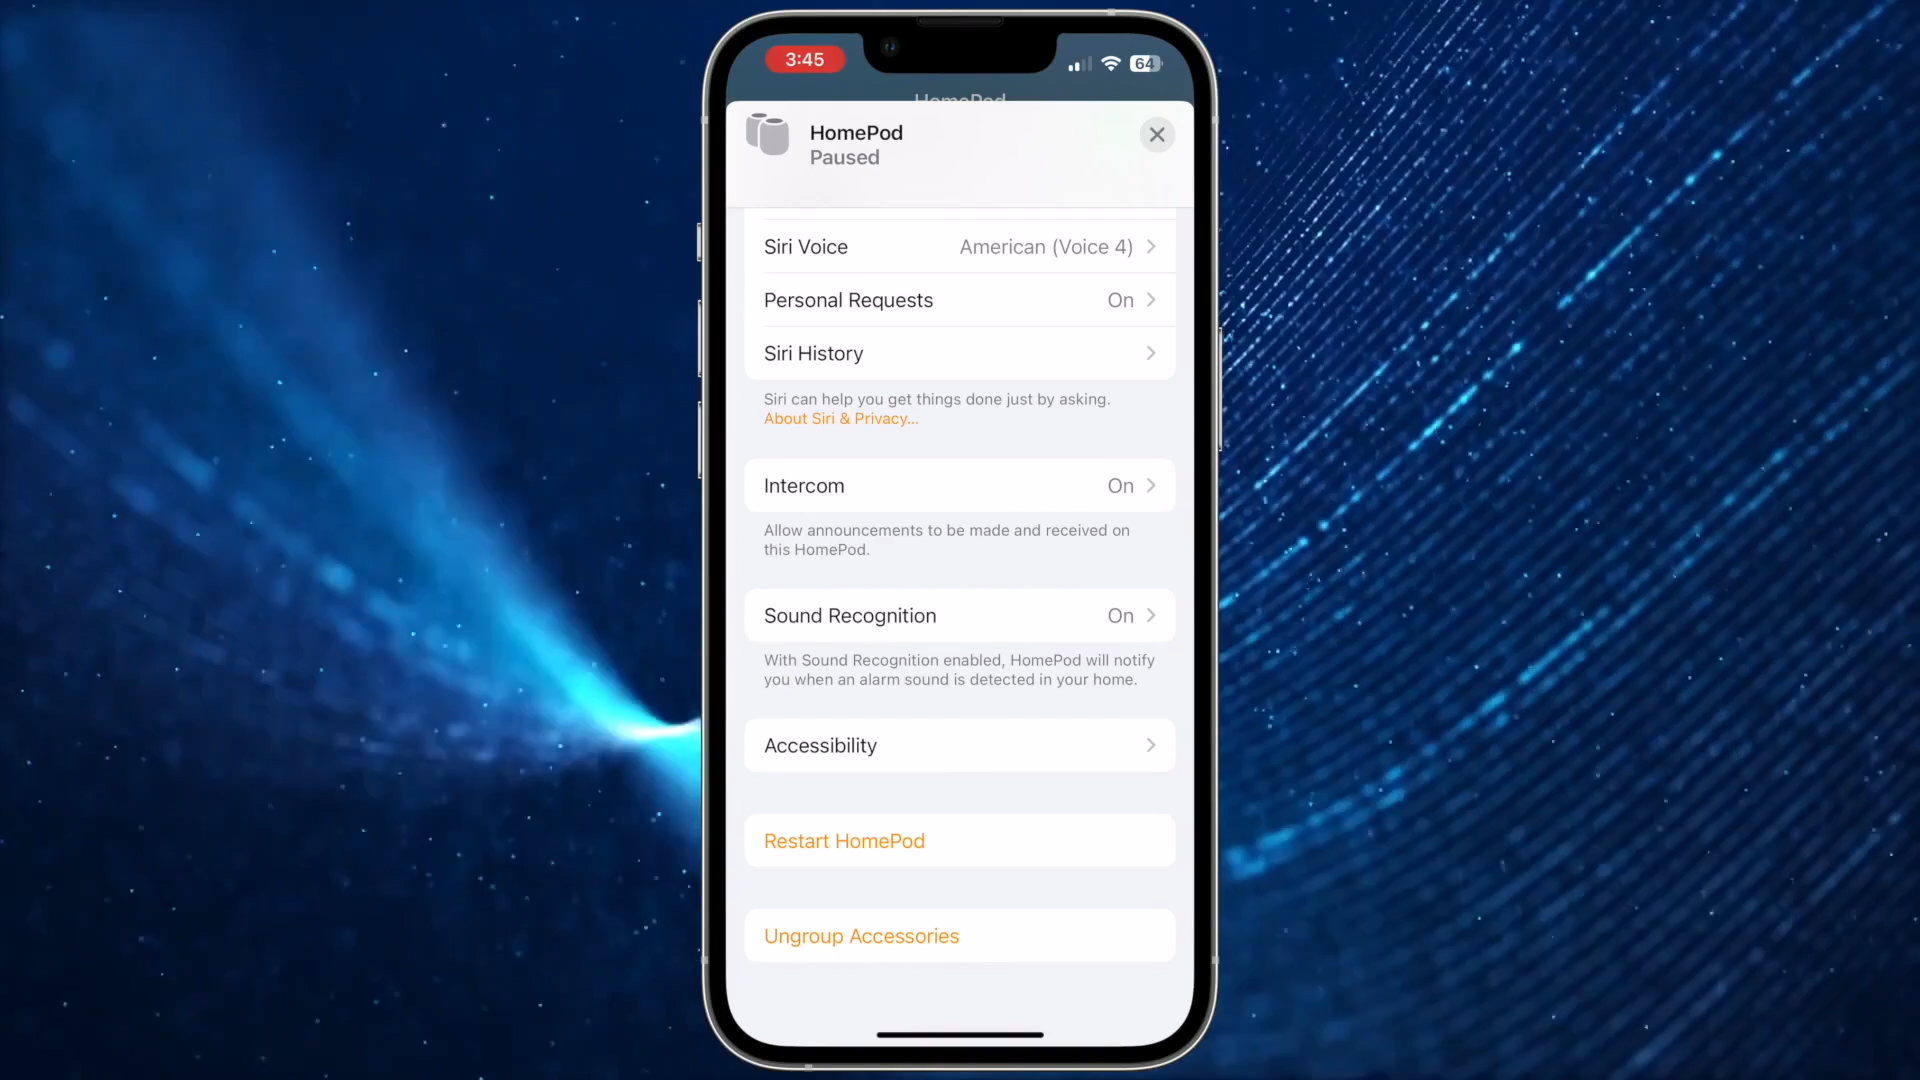 3:45
64
HomePod
HomePod
Paused
Siri Voice American (Voice 4)
Personal Requests On
Siri History
Siri can help you get things done just by asking.
About Siri & Privacy...
Intercom On
Allow announcements to be made and received on
this HomePod.
Sound Recognition On
With Sound Recognition enabled, HomePod will notify
you when an alarm sound is detected in your home.
Accessibility
Restart HomePod
Ungroup Accessories